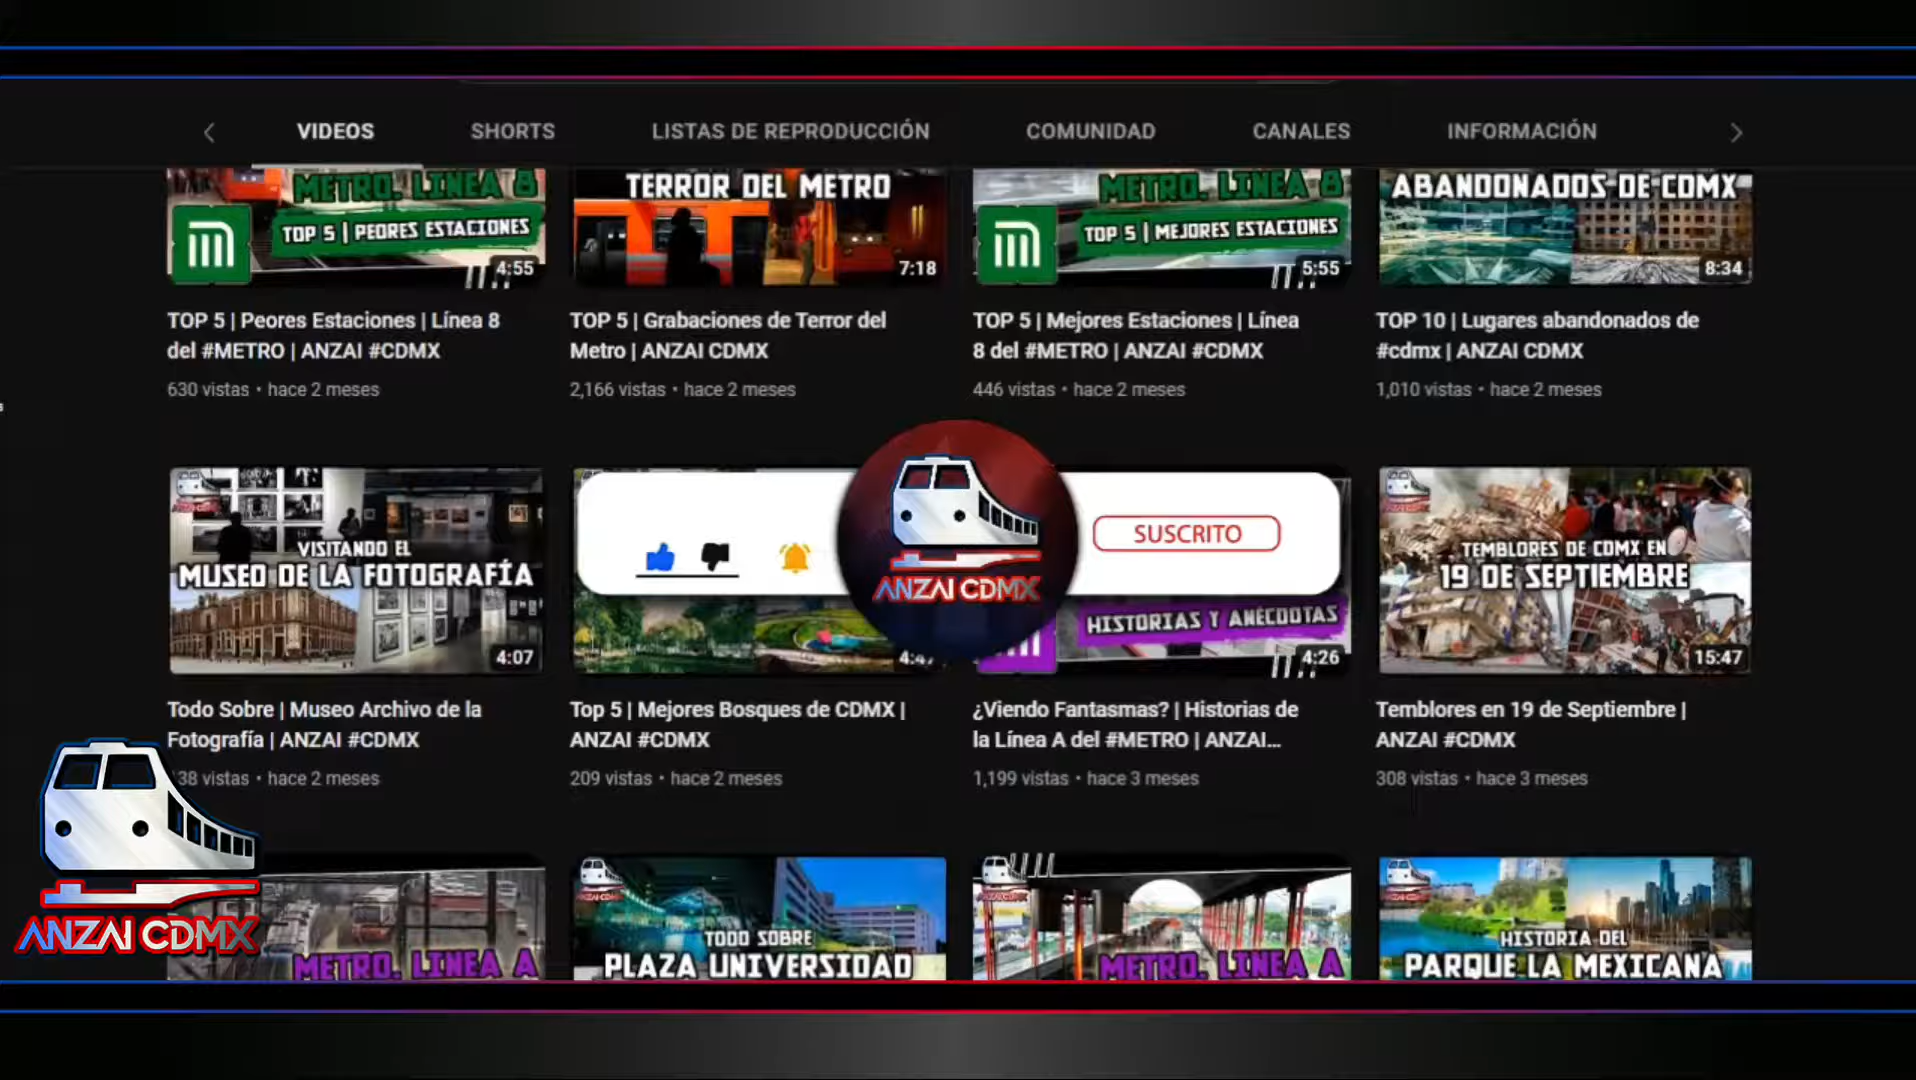 VIDEOS
SHORTS
LISTAS DE REPRODUCCIÓN
COMUNIDAD
CANALES
INFORMACIÓN
METRO. LINEA 8
TOP 5 | PEORES ESTACIONES
4:55
TERROR DEL METRO
7:18
METRO. LINEA 8
TOP 5 | MEJORES ESTACIONES
5:55
ABANDONADOS DE CDMX
8:34
TOP 5 | Peores Estaciones | Línea 8
del #METRO | ANZAI #CDMX
630 vistas • hace 2 meses
TOP 5 | Grabaciones de Terror del
Metro | ANZAI CDMX
2,166 vistas • hace 2 meses
TOP 5 | Mejores Estaciones | Línea
8 del #METRO | ANZAI #CDMX
446 vistas • hace 2 meses
TOP 10 | Lugares abandonados de
#cdmx | ANZAI CDMX
1,010 vistas • hace 2 meses
VISITANDO EL
MUSEO DE LA FOTOGRAFÍA
4:07
ANZAI CDMX
SUSCRITO
HISTORIAS Y ANÉCDOTAS
4:26
TEMBLORES DE CDMX EN
19 DE SEPTIEMBRE
15:47
Todo Sobre | Museo Archivo de la
Fotografía | ANZAI #CDMX
38 vistas • hace 2 meses
Top 5 | Mejores Bosques de CDMX |
ANZAI #CDMX
209 vistas • hace 2 meses
¿Viendo Fantasmas? | Historias de
la Línea A del #METRO | ANZAI...
1,199 vistas • hace 3 meses
Temblores en 19 de Septiembre |
ANZAI #CDMX
308 vistas • hace 3 meses
ANZAI CDMX
METRO. LINEA A
TODO SOBRE
PLAZA UNIVERSIDAD
METRO. LINEA A
HISTORIA DEL
PARQUE LA MEXICANA